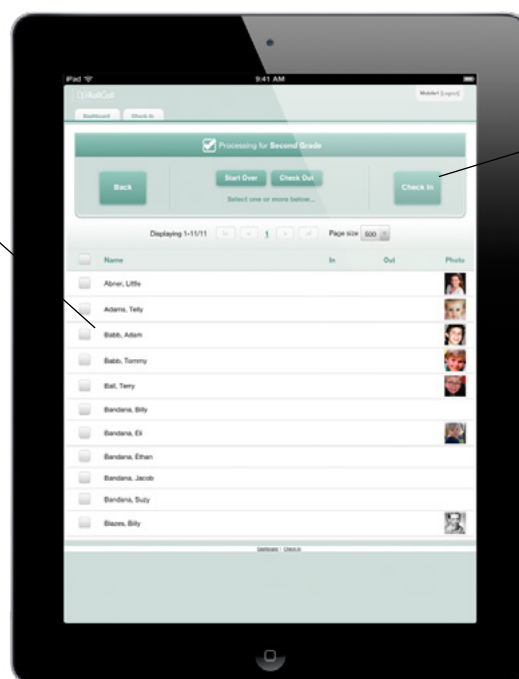 iPad 9:41 AM
RollCall
Mobile1 [Logout]
Dashboard Check In
Processing for Second Grade
Back Start Over Check Out Check In
Select one or more below...
Displaying 1-11/11 1 Page size 500
Name In Out Photo
Abner, Little
Adams, Telly
Babb, Adam
Babb, Tommy
Ball, Terry
Bandana, Billy
Bandana, Eli
Bandana, Ethan
Bandana, Jacob
Bandana, Suzy
Blazes, Billy
Dashboard | Check In